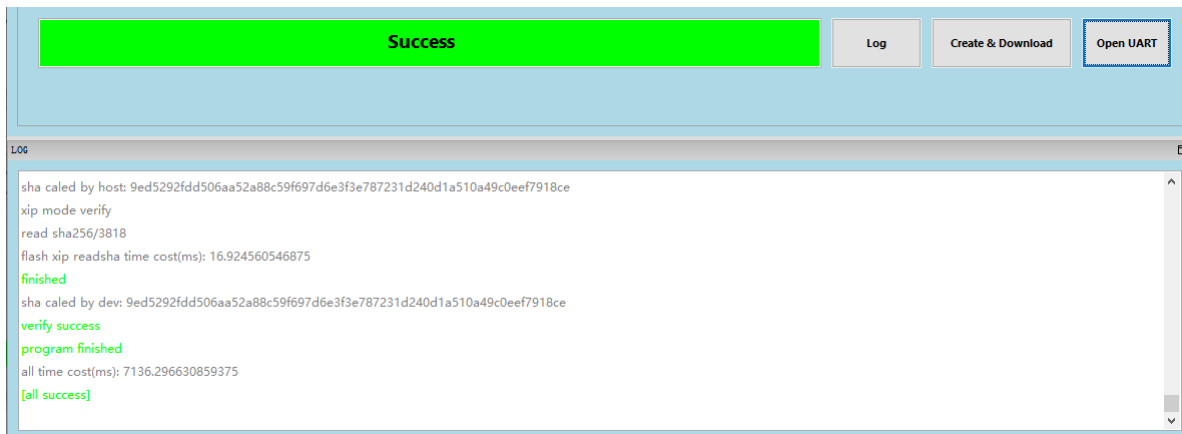 Success
Log
Create & Download
Open UART
LOG
sha caled by host: 9ed5292fdd506aa52a88c59f697d6e3f3e787231d240d1a510a49c0eef7918ce
xip mode verify
read sha256/3818
flash xip readsha time cost(ms): 16.924560546875
finished
sha caled by dev: 9ed5292fdd506aa52a88c59f697d6e3f3e787231d240d1a510a49c0eef7918ce
verify success
program finished
all time cost(ms): 7136.296630859375
[all success]